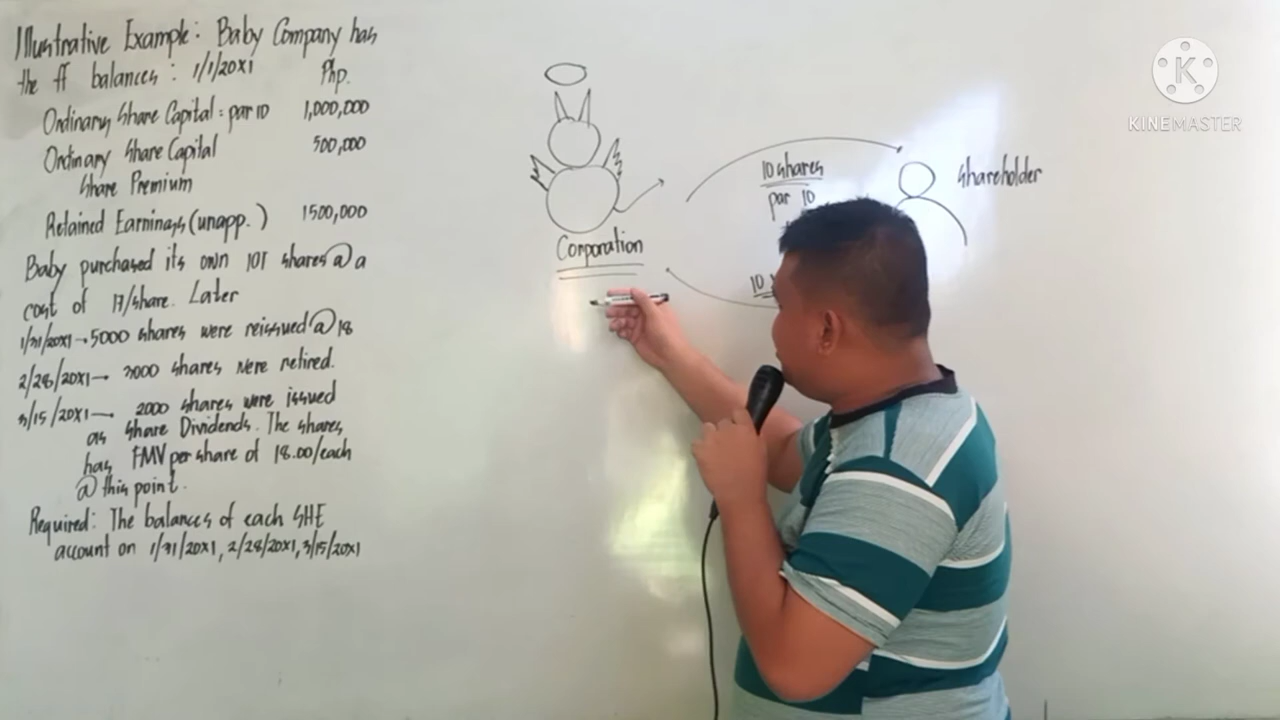 Illustrative Example: Baby Company has
the ff balances: 1/1/20x1 Php.
Ordinary Share Capital: par 10 1,000,000
Ordinary Share Capital 500,000
Share Premium
Retained Earnings (unapp.) 1500,000
Baby purchased its own 10T shares @ a
cost of 17/share. Later
1/31/20x1 → 5000 shares were reissued @ 18
2/28/20x1 — 3000 shares were retired.
3/15/20x1 — 2000 shares were issued
as share Dividends. The shares
has FMV per share of 18.00/each
@ this point.
Required: The balances of each SHE
account on 1/31/20x1, 2/28/20x1, 3/15/20x1
Corporation
10 shares
par 10
10
shareholder
K
KINEMASTER